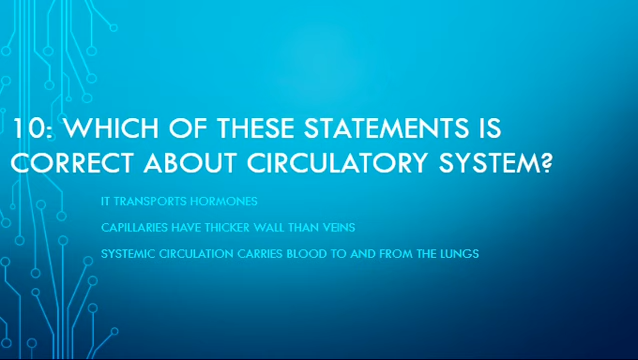 10: WHICH OF THESE STATEMENTS IS
CORRECT ABOUT CIRCULATORY SYSTEM?
IT TRANSPORTS HORMONES
CAPILLARIES HAVE THICKER WALL THAN VEINS
SYSTEMIC CIRCULATION CARRIES BLOOD TO AND FROM THE LUNGS